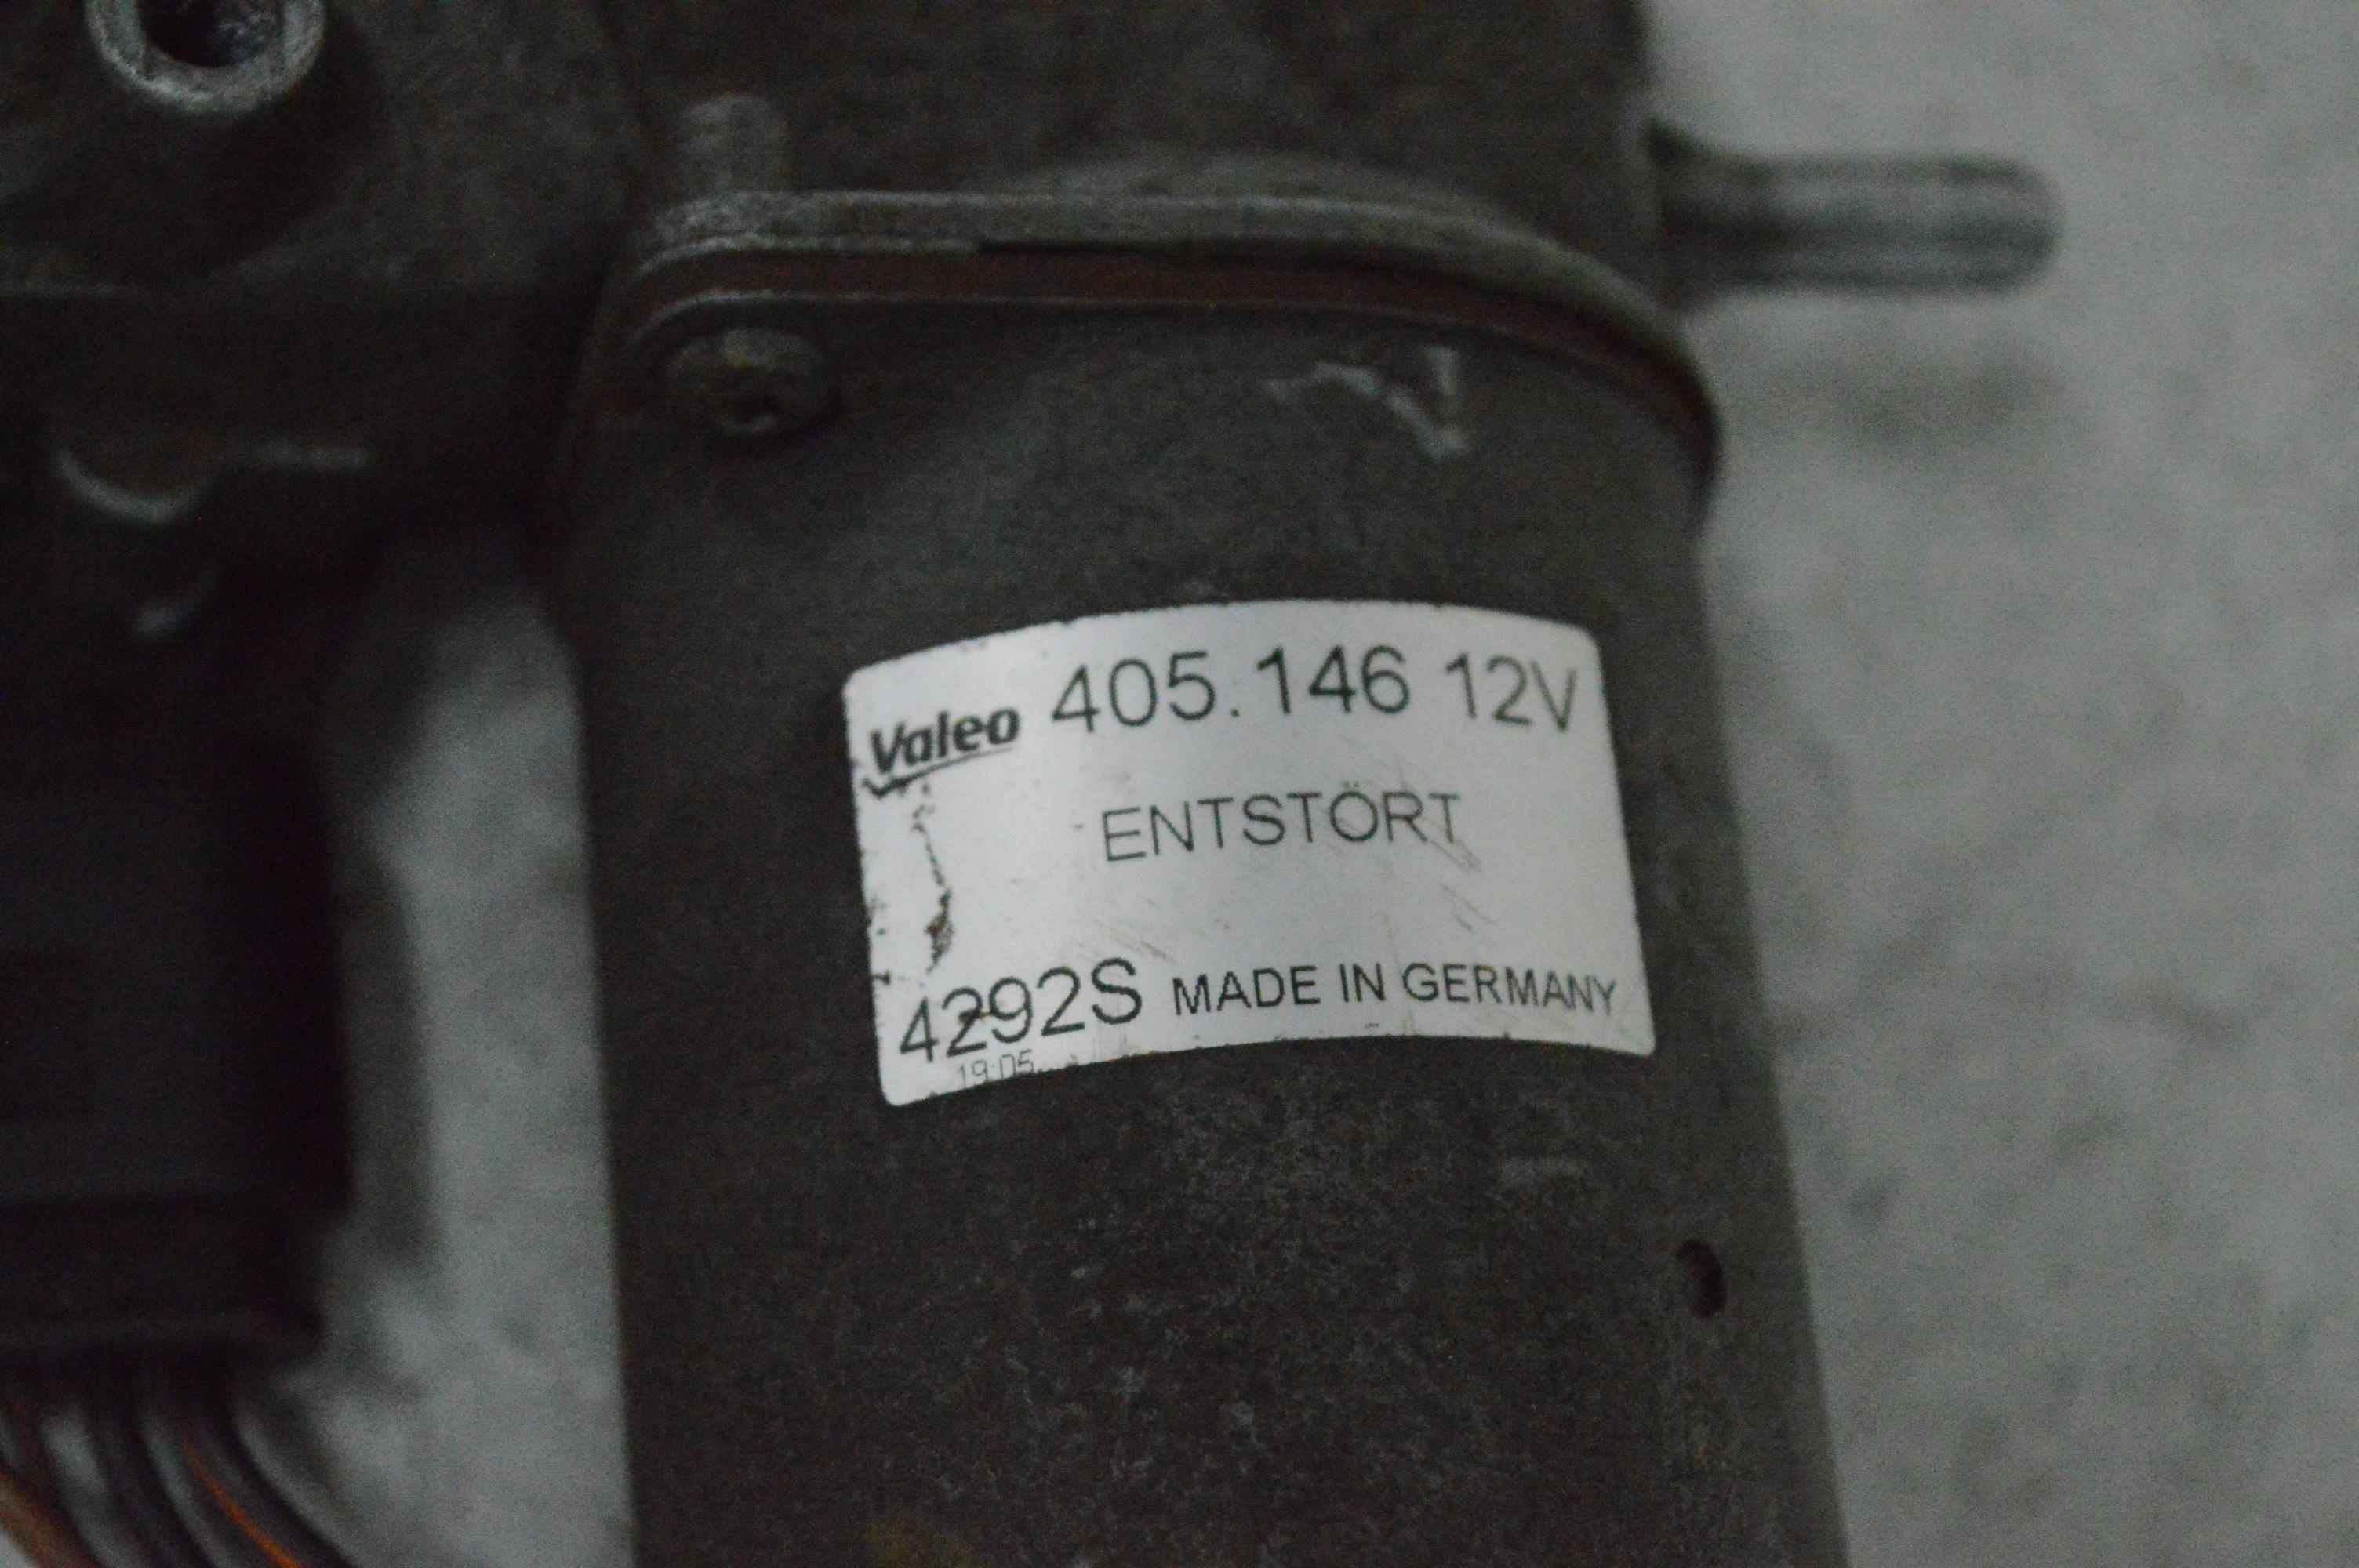 Valeo 405.146 12V
ENTSTÖRT
4292S MADE IN GERMANY
19:05